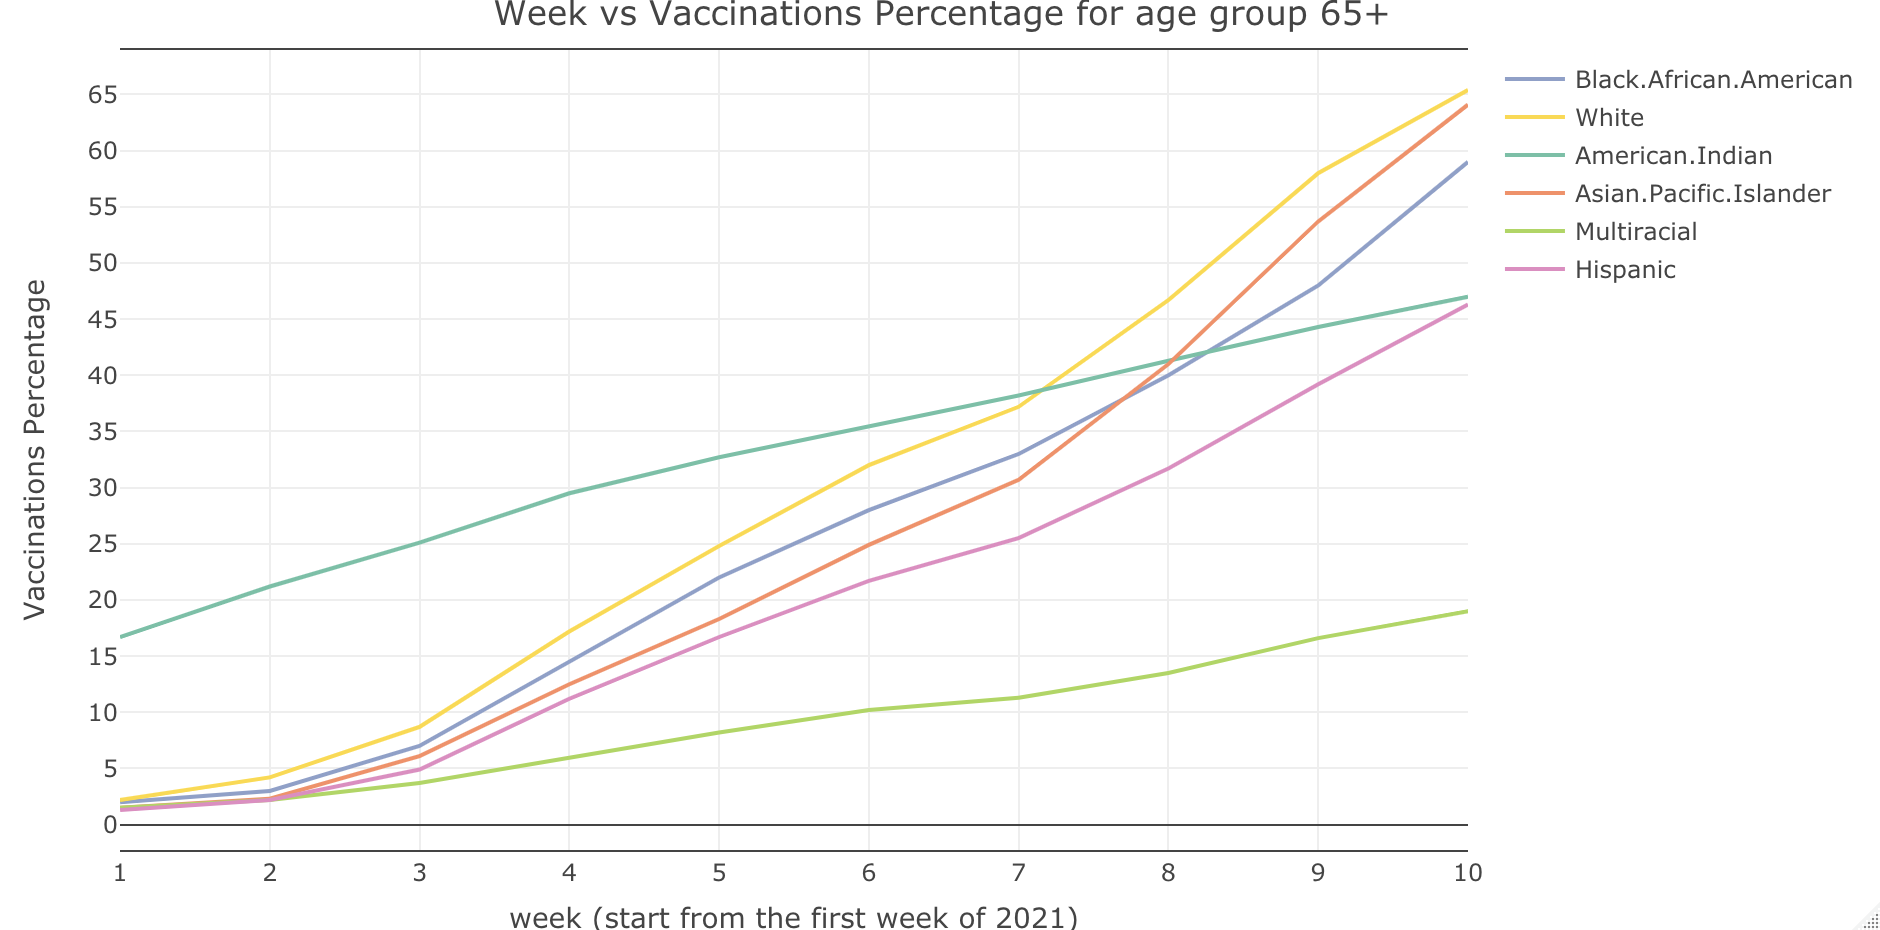 Week vs Vaccinations Percentage for age group 65+
Vaccinations Percentage
65
60
55
50
45
40
35
30
25
20
15
10
5
0
1 2 3 4 5 6 7 8 9 10
week (start from the first week of 2021)
Black.African.American
White
American.Indian
Asian.Pacific.Islander
Multiracial
Hispanic